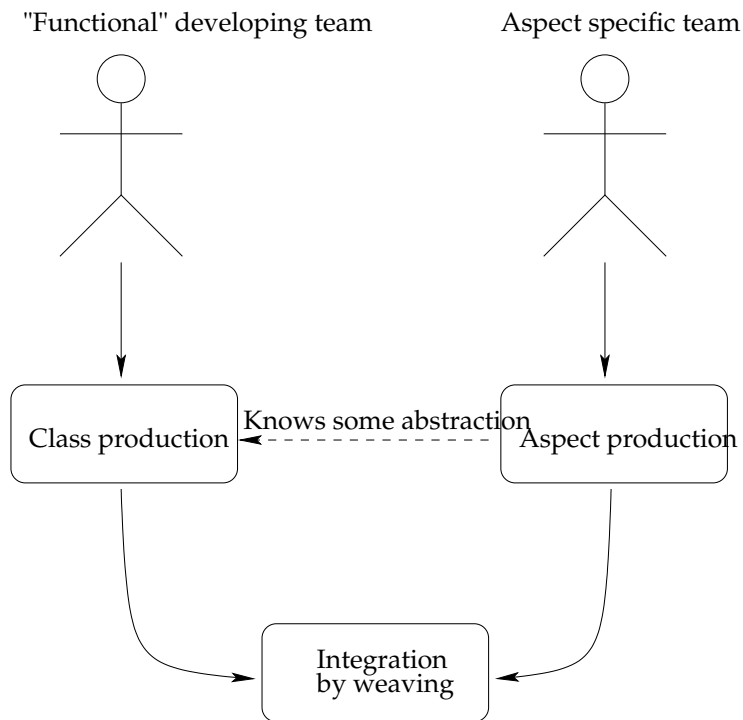 "Functional" developing team
Aspect specific team
Knows some abstraction
Class production
Aspect production
Integration
by weaving